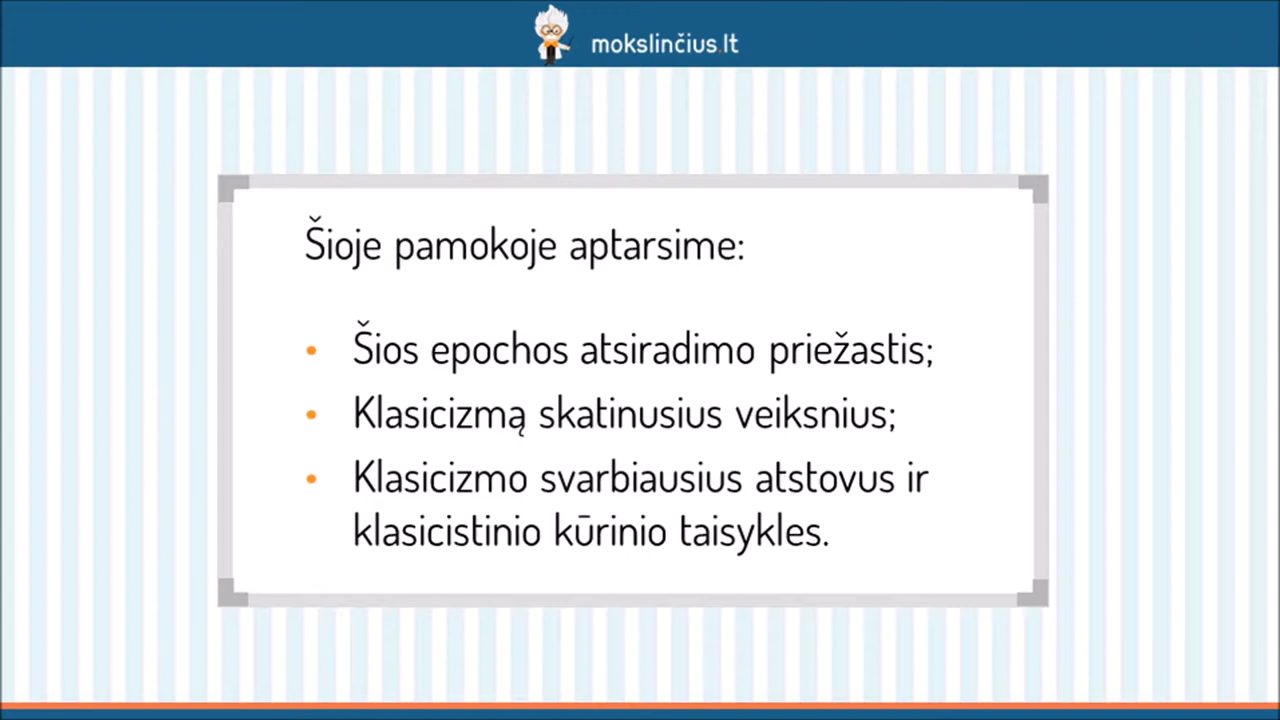 mokslinčius.lt
Šioje pamokoje aptarsime:
• Šios epochos atsiradimo priežastis;
• Klasicizmą skatinusius veiksnius;
• Klasicizmo svarbiausius atstovus ir
klasicistinio kūrinio taisykles.